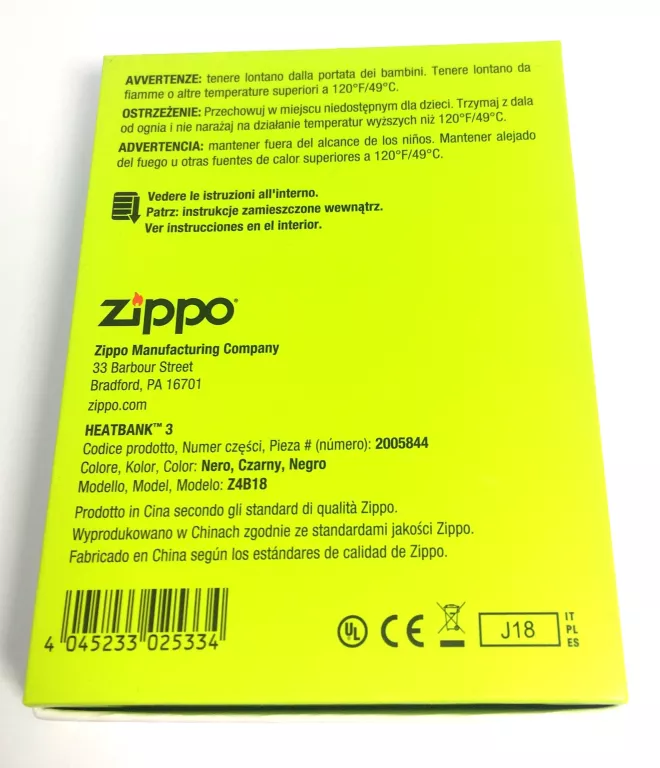 AVVERTENZE: tenere lontano dalla portata dei bambini. Tenere lontano da
fiamme o altre temperature superiori a 120°F/49°C.
OSTRZEŻENIE: Przechowuj w miejscu niedostępnym dla dzieci. Trzymaj z dala
od ognia i nie narażaj na działanie temperatur wyższych niż 120°F/49°C.
ADVERTENCIA: mantener fuera del alcance de los niños. Mantener alejado
del fuego u otras fuentes de calor superiores a 120°F/49°C.
Vedere le istruzioni all'interno.
Patrz: instrukcje zamieszczone wewnątrz.
Ver instrucciones en el interior.
zippo®
Zippo Manufacturing Company
33 Barbour Street
Bradford, PA 16701
zippo.com
HEATBANK™ 3
Codice prodotto, Numer części, Pieza # (número): 2005844
Colore, Kolor, Color: Nero, Czarny, Negro
Modello, Model, Modelo: Z4B18
Prodotto in Cina secondo gli standard di qualità Zippo.
Wyprodukowano w Chinach zgodnie ze standardami jakości Zippo.
Fabricado en China según los estándares de calidad de Zippo.
4 045233 025334
UL CE J18
IT
PL
ES